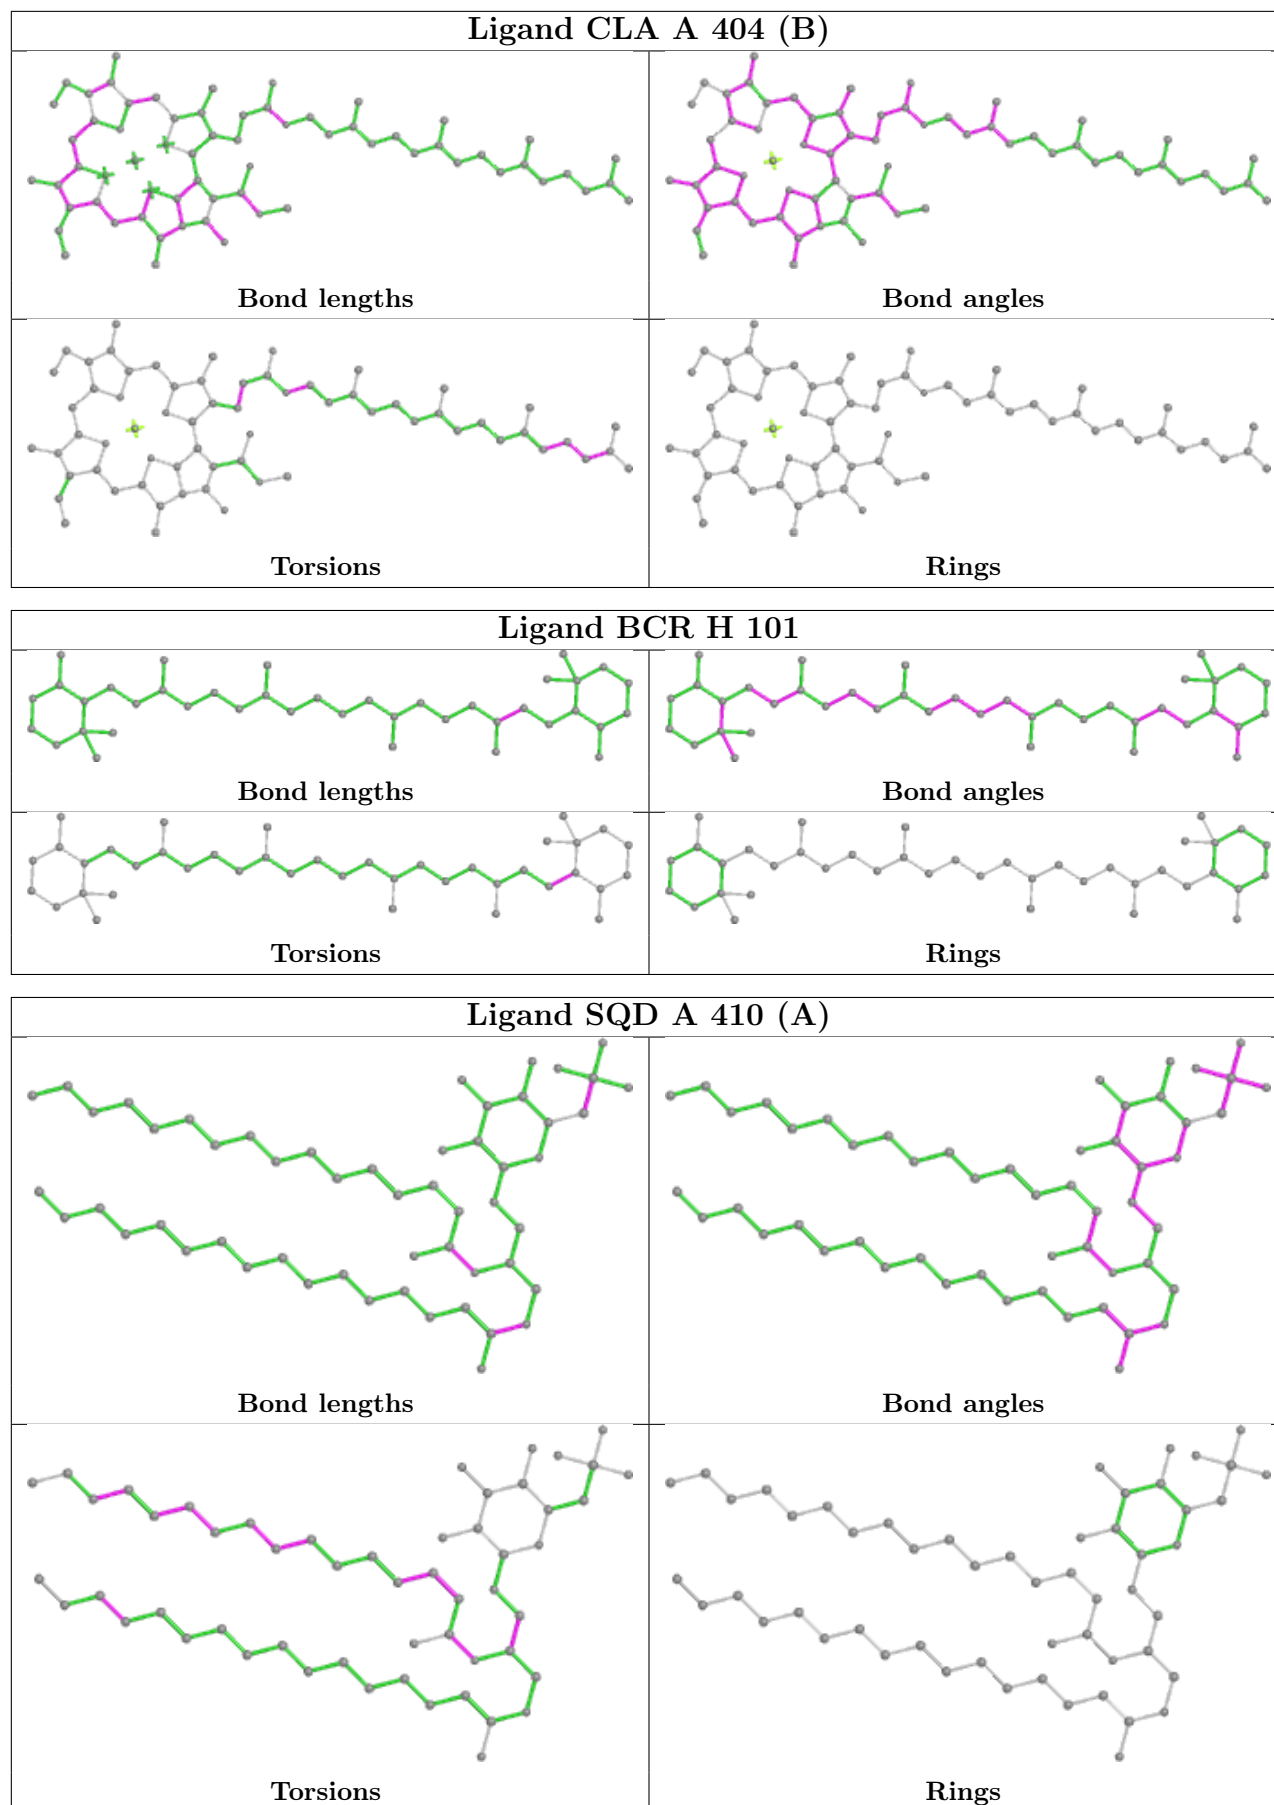 Ligand CLA A 404 (B)
Bond lengths
Bond angles
Torsions
Rings
Ligand BCR H 101
Bond lengths
Bond angles
Torsions
Rings
Ligand SQD A 410 (A)
Bond lengths
Bond angles
Torsions
Rings